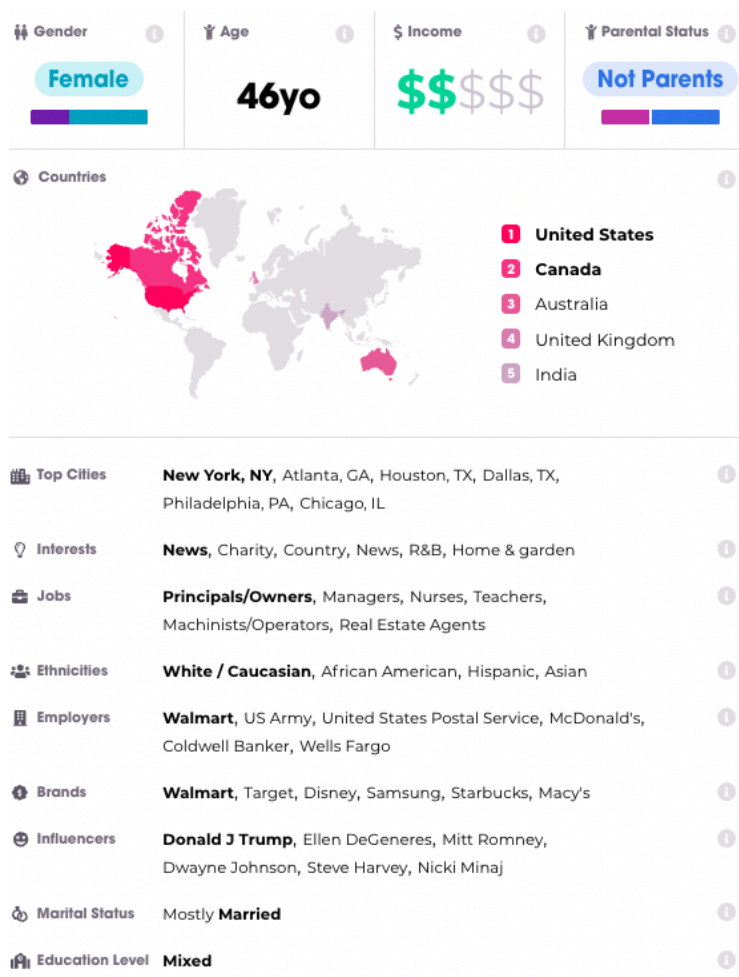 Gender
Age
$ Income
Parental Status
Female
46yo
$$$$$
Not Parents
Countries
1 United States
2 Canada
3 Australia
4 United Kingdom
5 India
Top Cities
New York, NY, Atlanta, GA, Houston, TX, Dallas, TX,
Philadelphia, PA, Chicago, IL
Interests
News, Charity, Country, News, R&B, Home & garden
Jobs
Principals/Owners, Managers, Nurses, Teachers,
Machinists/Operators, Real Estate Agents
Ethnicities
White / Caucasian, African American, Hispanic, Asian
Employers
Walmart, US Army, United States Postal Service, McDonald's,
Coldwell Banker, Wells Fargo
Brands
Walmart, Target, Disney, Samsung, Starbucks, Macy's
Influencers
Donald J Trump, Ellen DeGeneres, Mitt Romney,
Dwayne Johnson, Steve Harvey, Nicki Minaj
Marital Status
Mostly Married
Education Level
Mixed